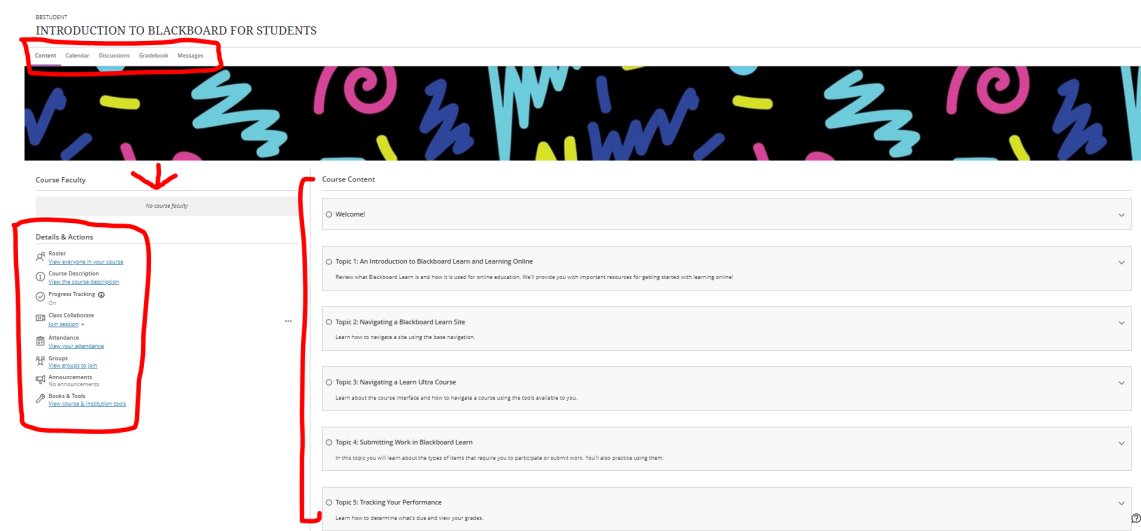 BBSTUDENT
INTRODUCTION TO BLACKBOARD FOR STUDENTS
Content Calendar Discussions Gradebook Messages
Course Faculty
No course faculty
Details & Actions
Roster
View everyone in your course
Course Description
View the course description
Progress Tracking
On
Class Collaborate
Join session
Attendance
View your attendance
Groups
View groups to join
Announcements
No announcements
Books & Tools
View course & institution tools
Course Content
Welcome!
Topic 1: An Introduction to Blackboard Learn and Learning Online
Review what Blackboard Learn is and how it is used for online education. We'll provide you with important resources for getting started with learning online!
Topic 2: Navigating a Blackboard Learn Site
Learn how to navigate a site using the base navigation.
Topic 3: Navigating a Learn Ultra Course
Learn about the course interface and how to navigate a course using the tools available to you.
Topic 4: Submitting Work in Blackboard Learn
In this topic you will learn about the types of items that require you to participate or submit work. You'll also practice using them.
Topic 5: Tracking Your Performance
Learn how to determine what's due and view your grades.